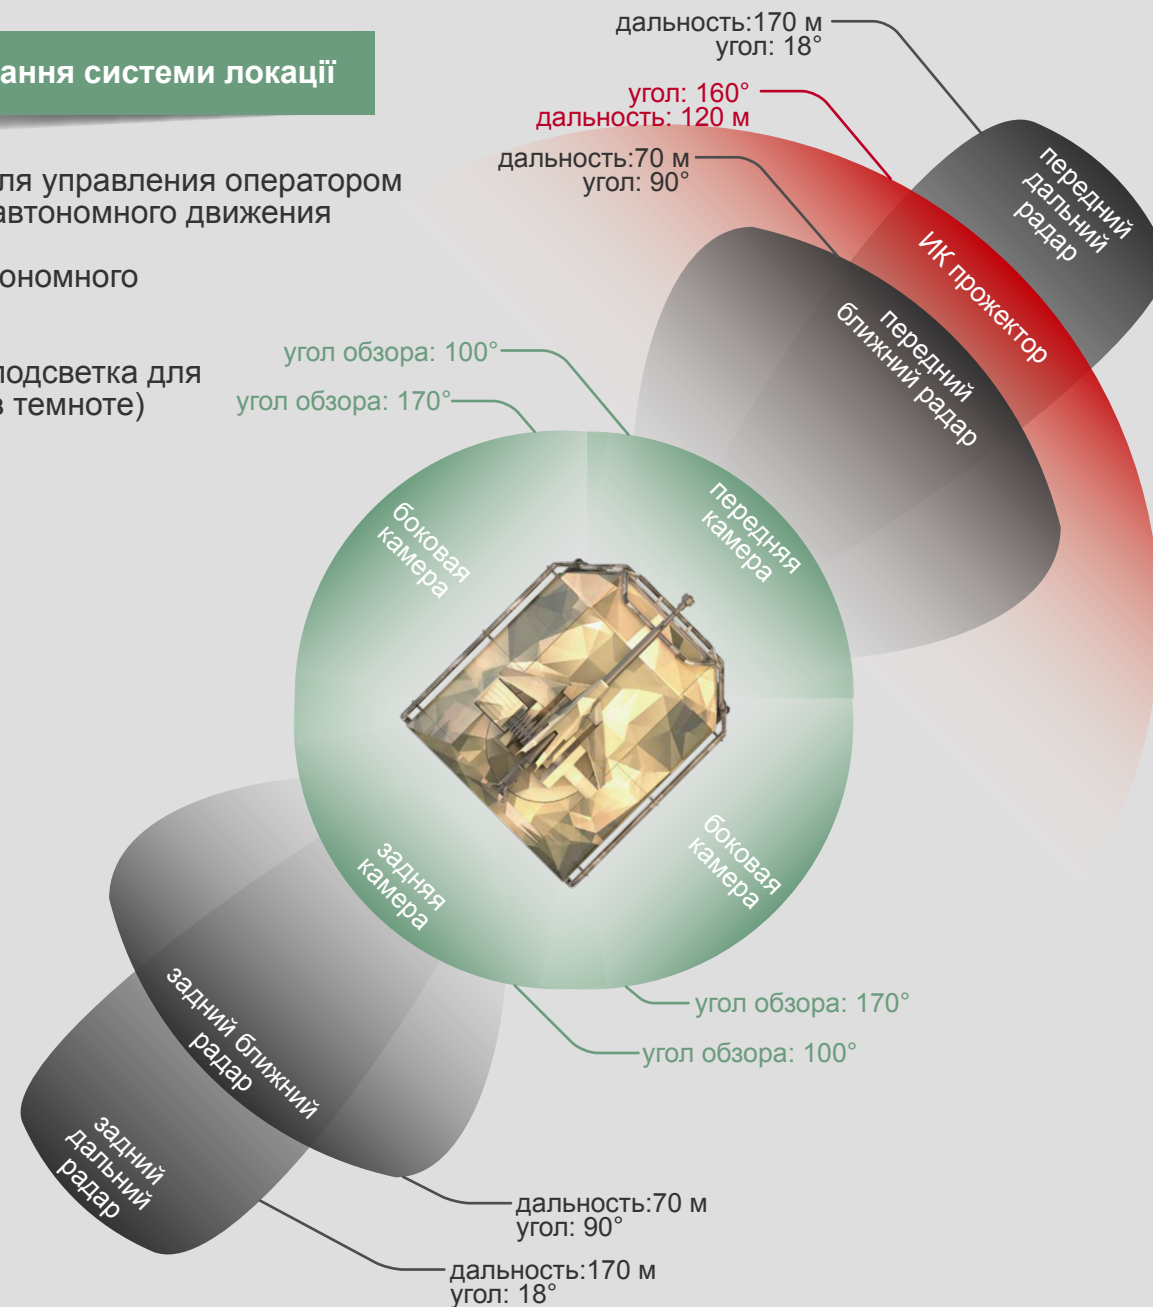 ання системи локації
дальность:170 м
угол: 18°
угол: 160°
дальность: 120 м
дальность:70 м
угол: 90°
ля управления оператором
автономного движения
ономного
подсветка для
в темноте)
передний
дальний
радар
ИК прожектор
передний
ближний радар
угол обзора: 100°
угол обзора: 170°
боковая
камера
передняя
камера
задняя
камера
боковая
камера
задний ближний
радар
задний
дальний
радар
угол обзора: 170°
угол обзора: 100°
дальность:70 м
угол: 90°
дальность:170 м
угол: 18°